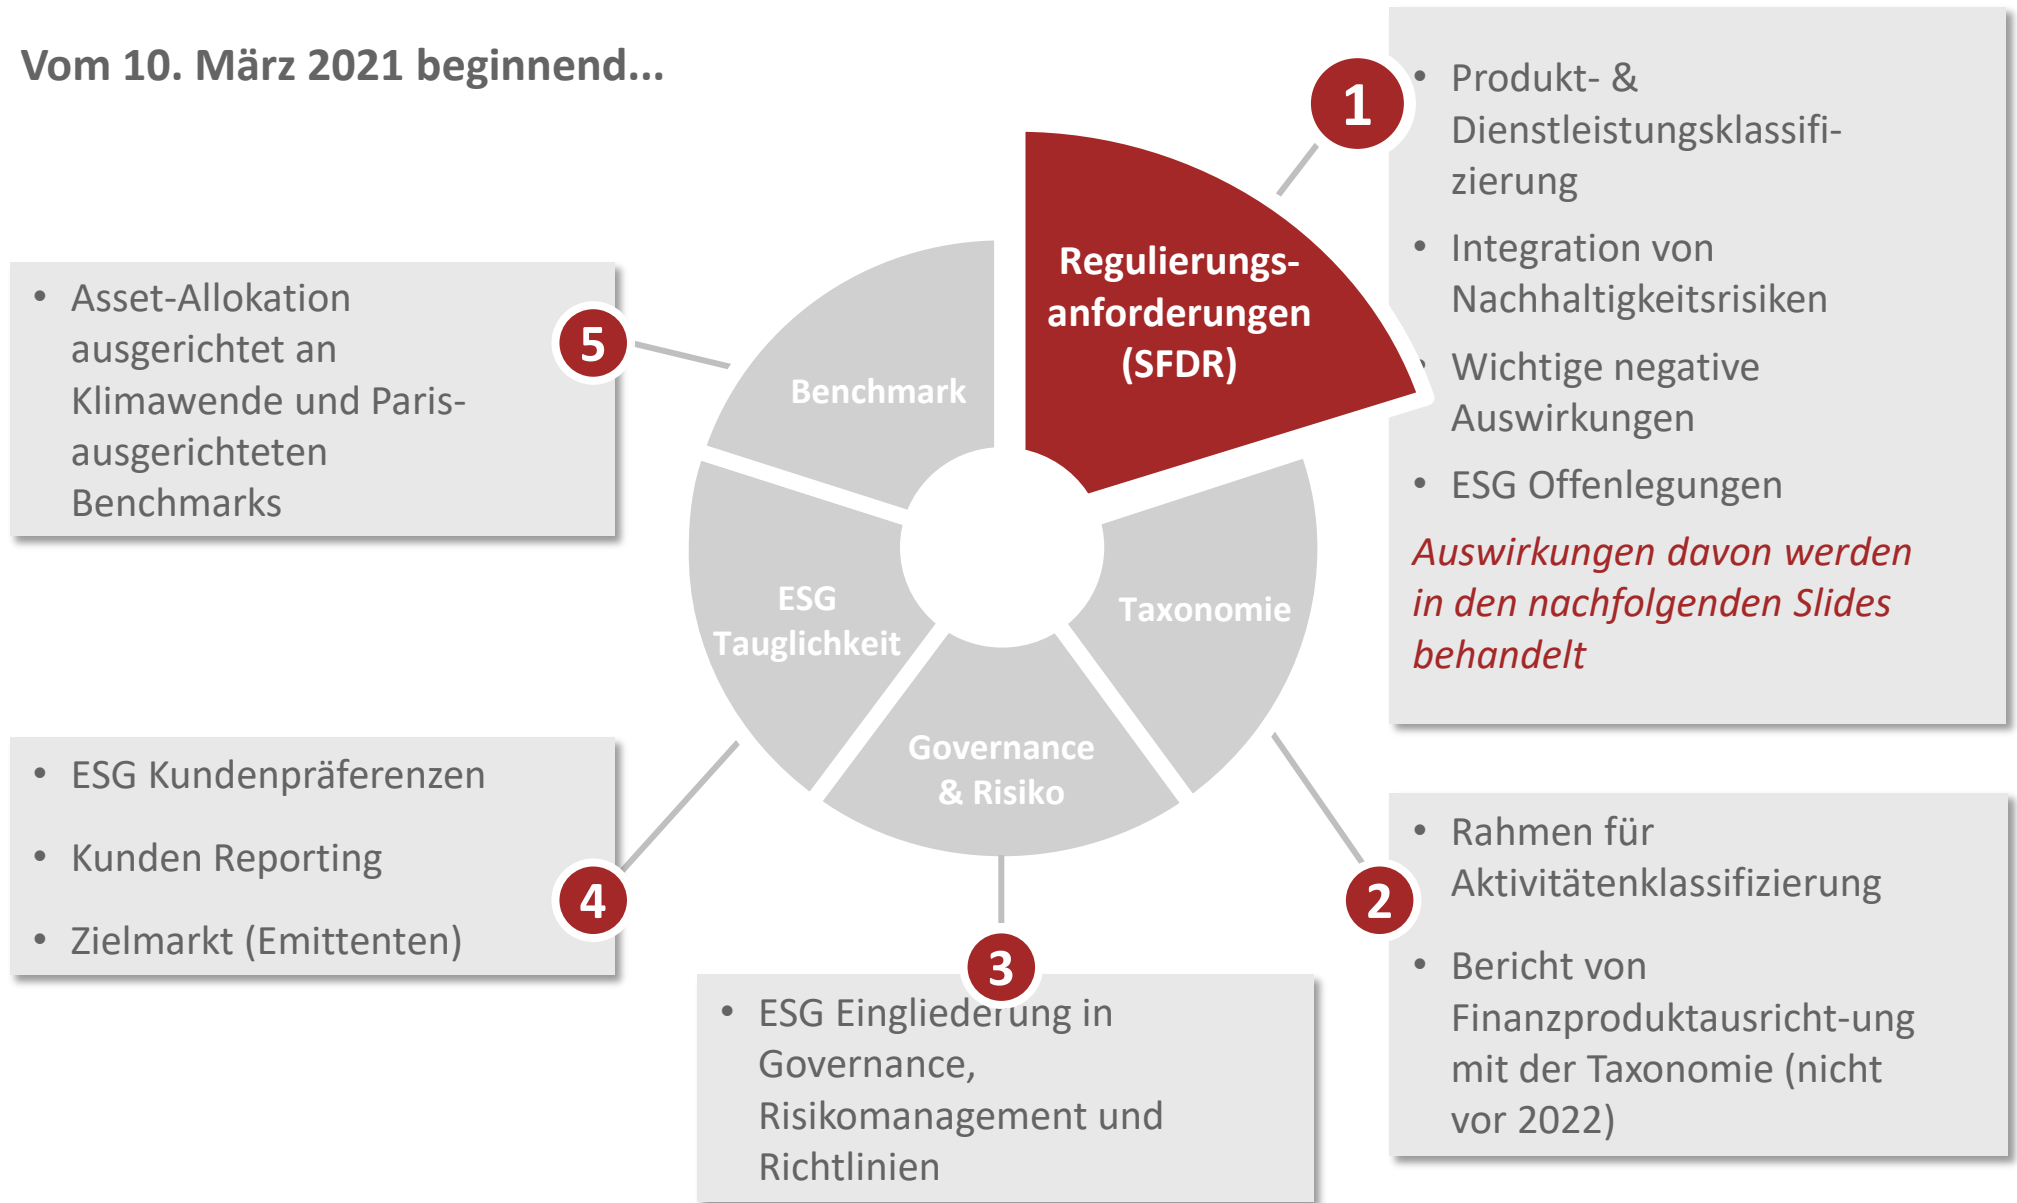 Vom 10. März 2021 beginnend...
1
• Produkt- &
Dienstleistungsklassifi-
zierung
• Integration von
Nachhaltigkeitsrisiken
• Wichtige negative
Auswirkungen
• ESG Offenlegungen
Auswirkungen davon werden
in den nachfolgenden Slides
behandelt
Regulierungs-
anforderungen
(SFDR)
Taxonomie
Governance
& Risiko
ESG
Tauglichkeit
Benchmark
2
• Rahmen für
Aktivitätenklassifizierung
• Bericht von
Finanzproduktausricht-ung
mit der Taxonomie (nicht
vor 2022)
3
• ESG Eingliederung in
Governance,
Risikomanagement und
Richtlinien
4
• ESG Kundenpräferenzen
• Kunden Reporting
• Zielmarkt (Emittenten)
5
• Asset-Allokation
ausgerichtet an
Klimawende und Paris-
ausgerichteten
Benchmarks